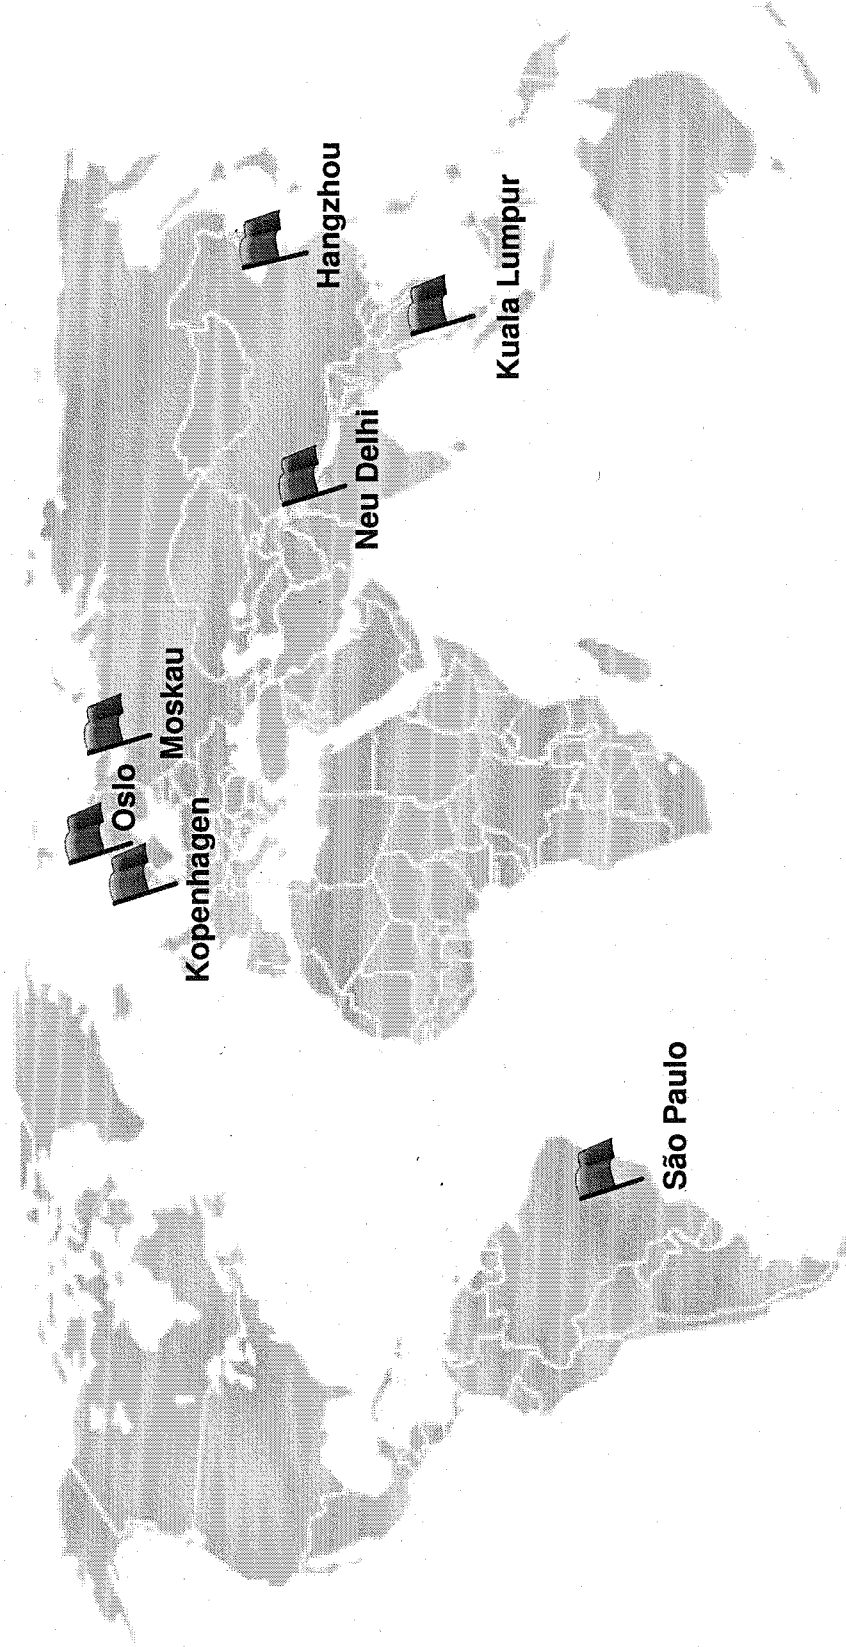 Oslo
Kopenhagen
Moskau
Neu Delhi
Hangzhou
Kuala Lumpur
São Paulo